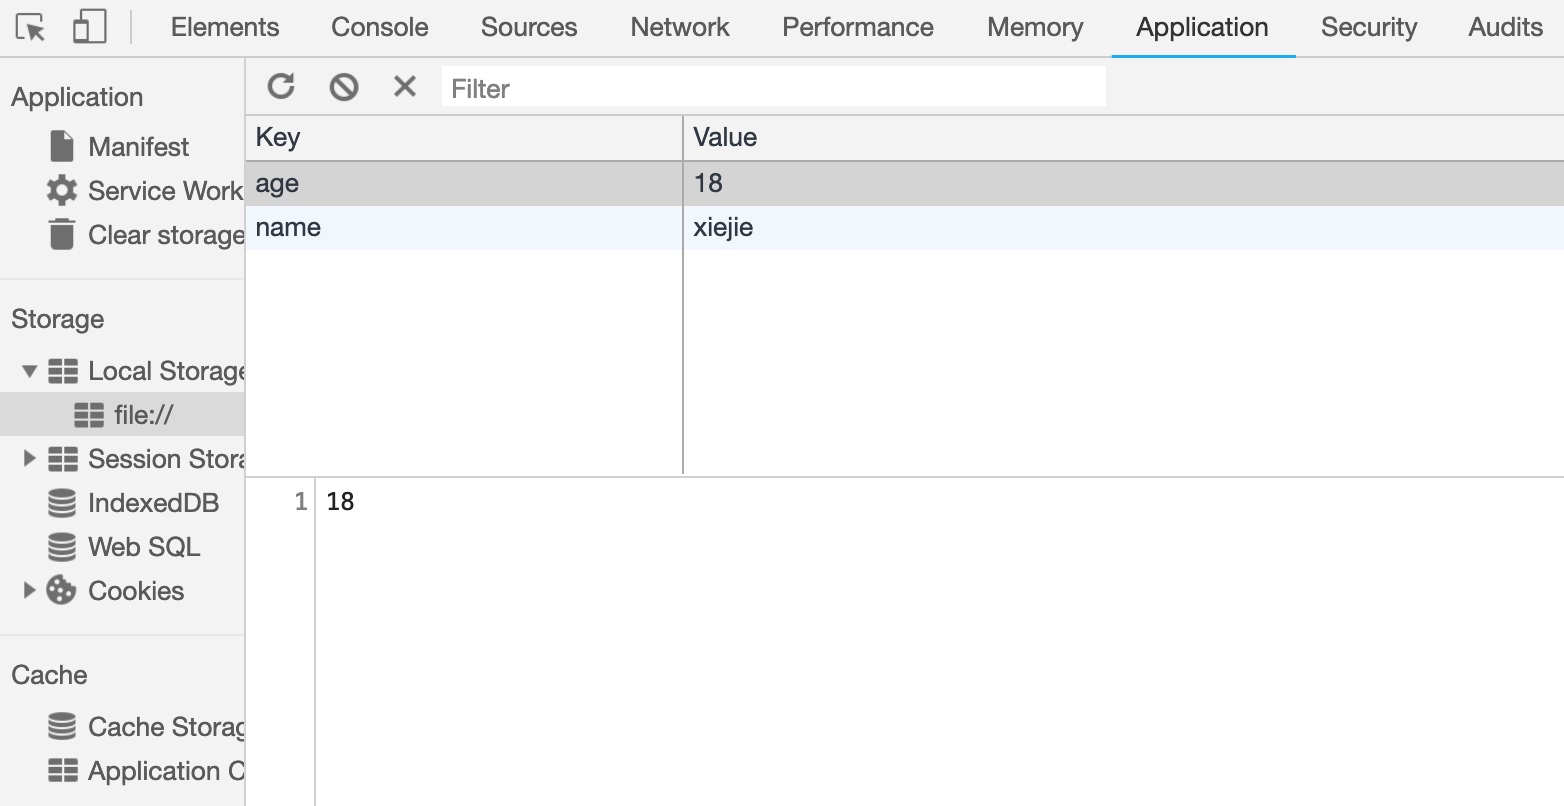 Elements Console Sources Network Performance Memory Application Security Audits
Application
Manifest
Service Work
Clear storage
Storage
Local Storage
file://
Session Stora
IndexedDB
Web SQL
Cookies
Cache
Cache Storag
Application C
Filter
Key Value
age 18
name xiejie
1 18